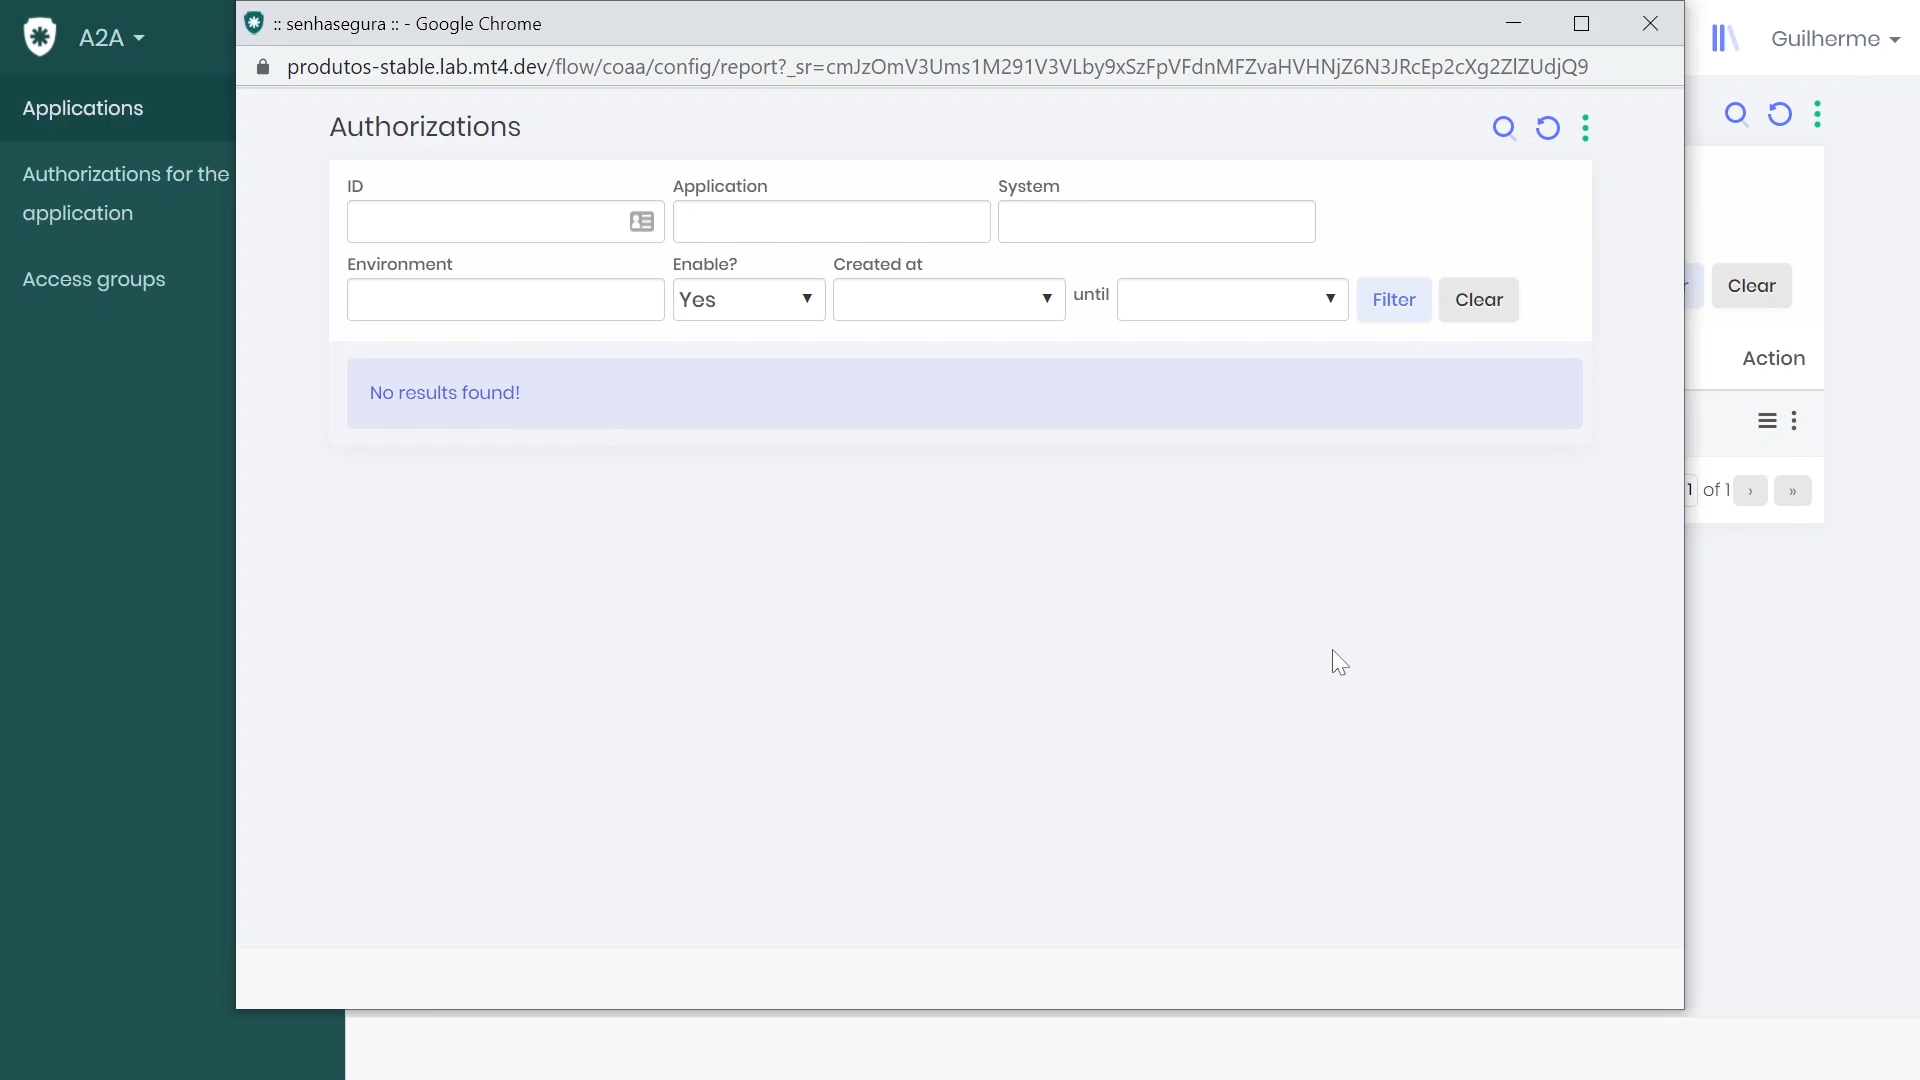 A2A
Applications
Authorizations for the
application
Access groups
:: senhasegura :: - Google Chrome
produtos-stable.lab.mt4.dev/flow/coaa/config/report?_sr=cmJzOmV3Ums1M291V3VLby9xSzFpVFdnMFZvaHVHNjZ6N3JRcEp2cXg2ZlZUdjQ9
Authorizations
ID
Application
System
Environment
Enable?
Created at
Yes
until
Filter
Clear
No results found!
Guilherme
Clear
Action
1 of 1
›
»